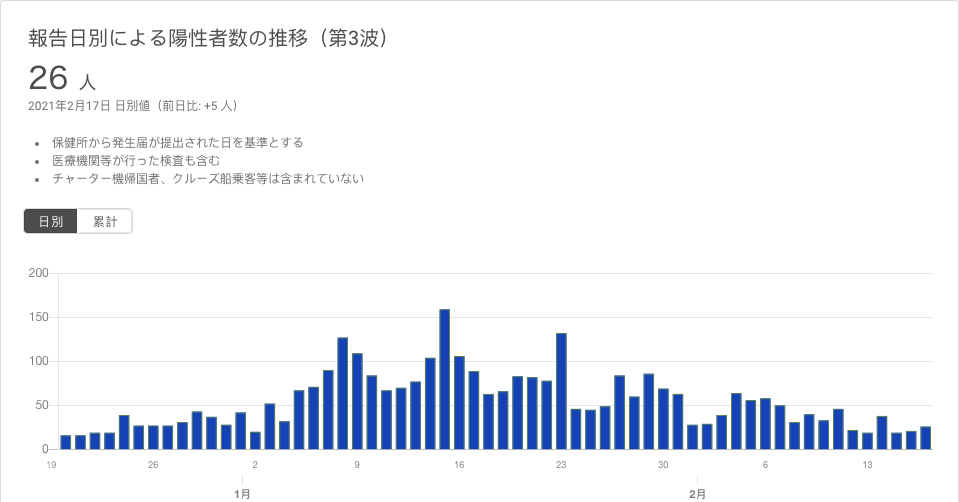 報告日別による陽性者数の推移（第3波）
26 人
2021年2月17日 日別値（前日比: +5 人）
保健所から発生届が提出された日を基準とする
医療機関等が行った検査も含む
チャーター機帰国者、クルーズ船乗客等は含まれていない
日別 累計
200
150
100
50
0
19 26 2 9 16 23 30 6 13
1月 2月